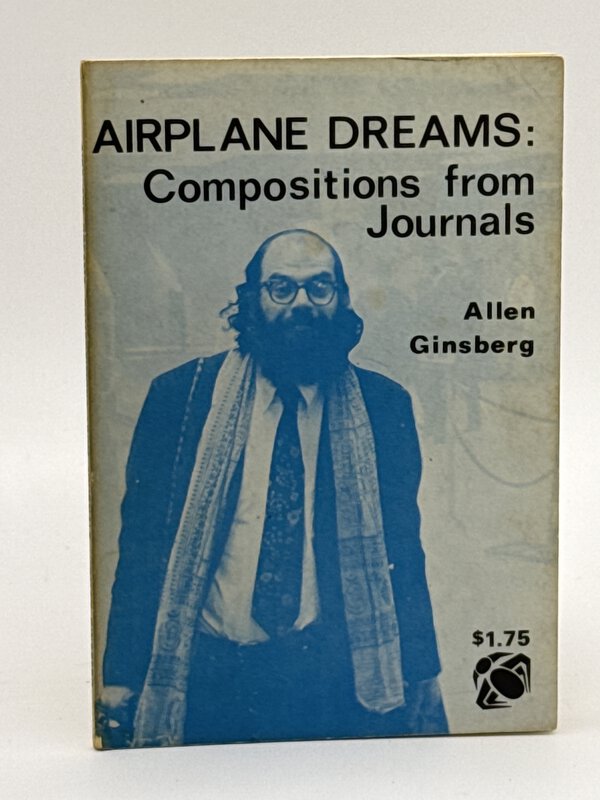 AIRPLANE DREAMS:
Compositions from
Journals
Allen
Ginsberg
$1.75